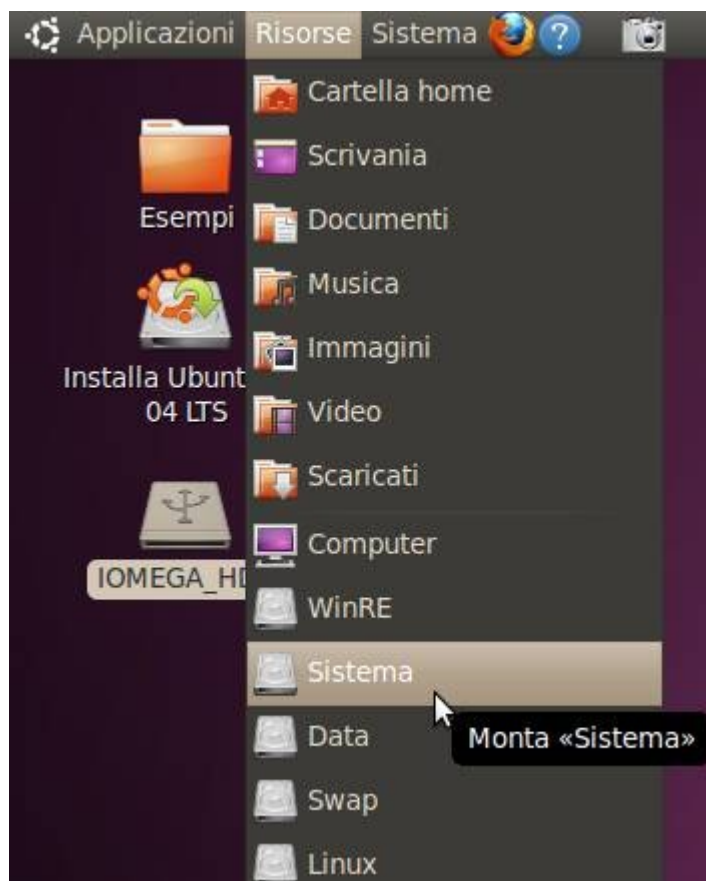 Applicazioni Risorse Sistema
Cartella home
Scrivania
Esempi
Documenti
Musica
Immagini
Installa Ubunt
04 LTS
Video
Scaricati
Computer
IOMEGA_HD
WinRE
Sistema
Data
Monta «Sistema»
Swap
Linux